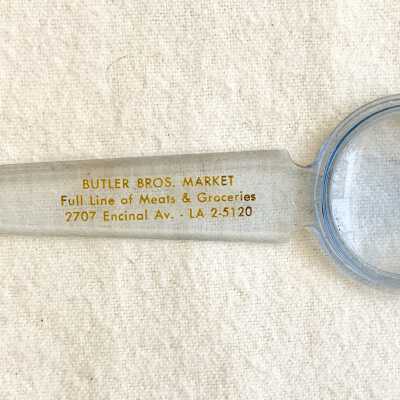 BUTLER BROS. MARKET
Full Line of Meats & Groceries
2707 Encinal Av. - LA 2-5120